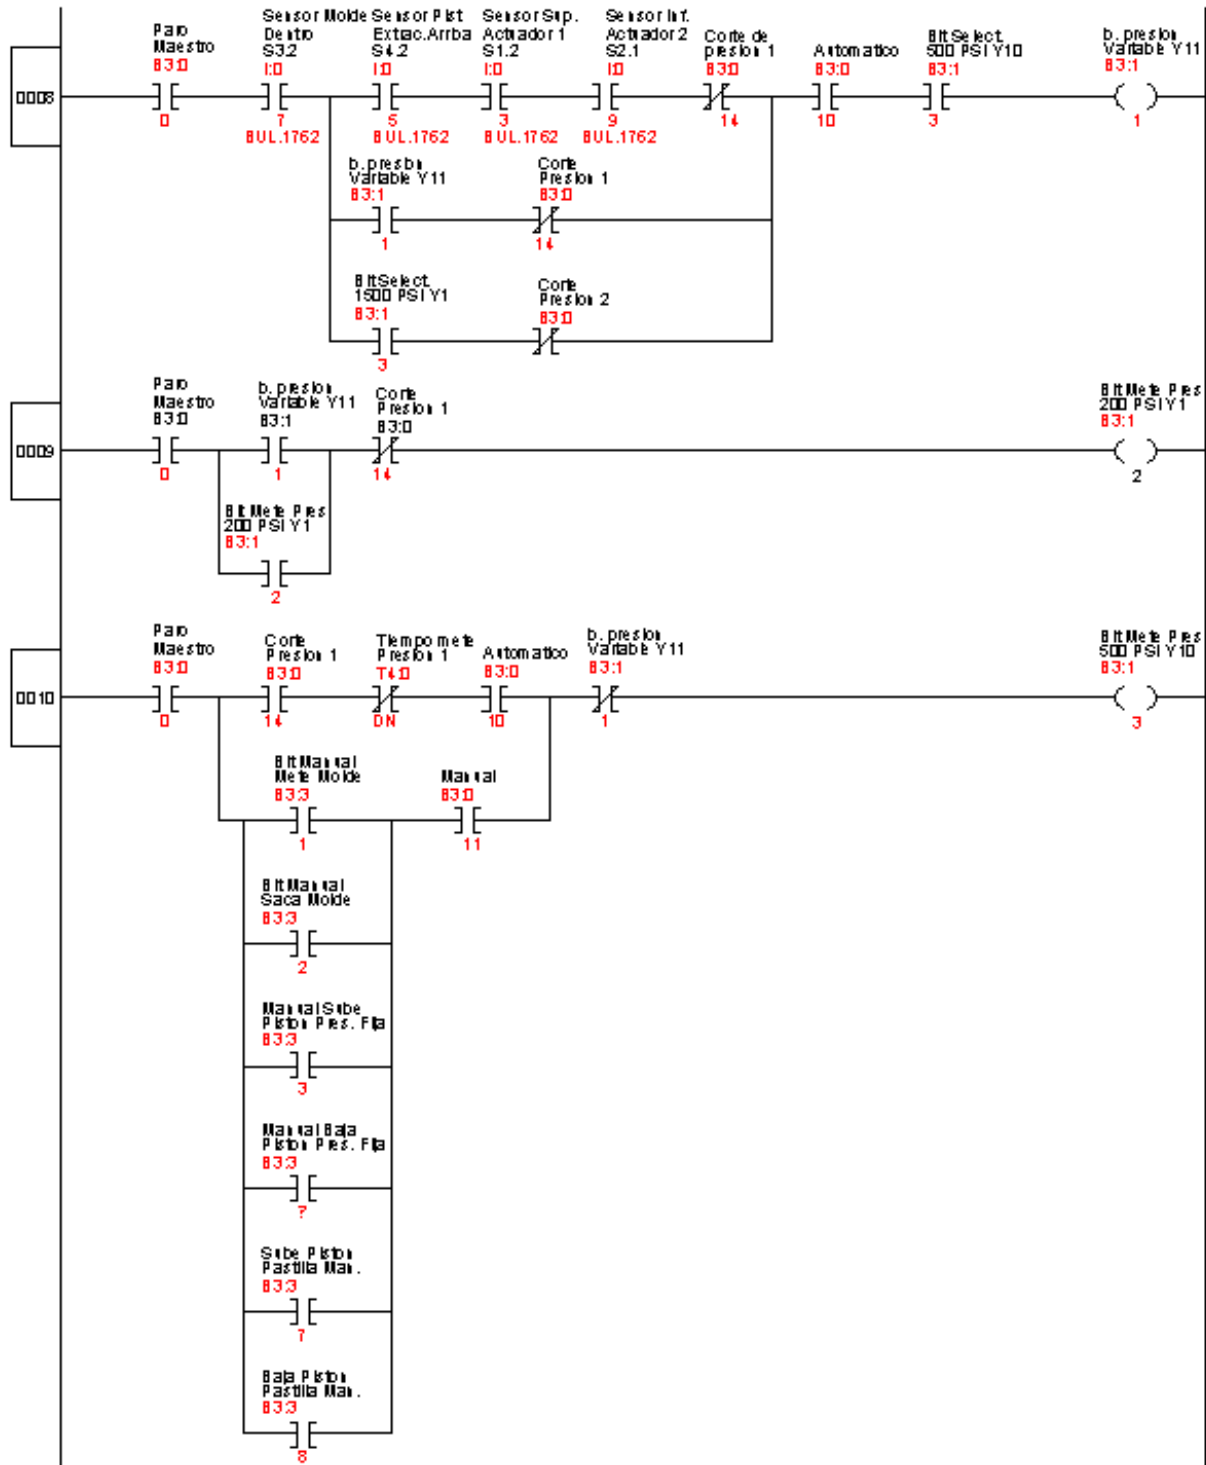 Paro
Maestro
B3:0
0
Sensor Molde
Dentro
S3.2
I:0
7
BUL.1762
Sensor Pist
Extrac.Arriba
S4.2
I:0
5
BUL.1762
Sensor Sup.
Actuador 1
S1.2
I:0
3
BUL.1762
Sensor Inf.
Actuador 2
S2.1
I:0
9
BUL.1762
Corte de
presion 1
B3:0
14
Automatico
B3:0
10
Bit Select.
500 PSI Y10
B3:1
3
b. presion
Variable Y11
B3:1
1
0008
b. presion
Variable Y11
B3:1
1
Corte
Presion 1
B3:0
14
Bit Select.
1500 PSI Y1
B3:1
3
Corte
Presion 2
B3:0
Paro
Maestro
B3:0
0
b. presion
Variable Y11
B3:1
1
Corte
Presion 1
B3:0
14
Bit Mete Pres
200 PSI Y1
B3:1
2
0009
Bit Mete Pres
200 PSI Y1
B3:1
2
Paro
Maestro
B3:0
0
Corte
Presion 1
B3:0
14
Tiempo mete
Presion 1
T4:0
DN
Automatico
B3:0
10
b. presion
Variable Y11
B3:1
1
Bit Mete Pres
500 PSI Y10
B3:1
3
0010
Bit Manual
Mete Molde
B3:3
1
Manual
B3:0
11
Bit Manual
Saca Molde
B3:3
2
Manual Sube
Piston Pres. Fija
B3:3
3
Manual Baja
Piston Pres. Fija
B3:3
?
Sube Piston
Pastilla Man.
B3:3
7
Baja Piston
Pastilla Man.
B3:3
8